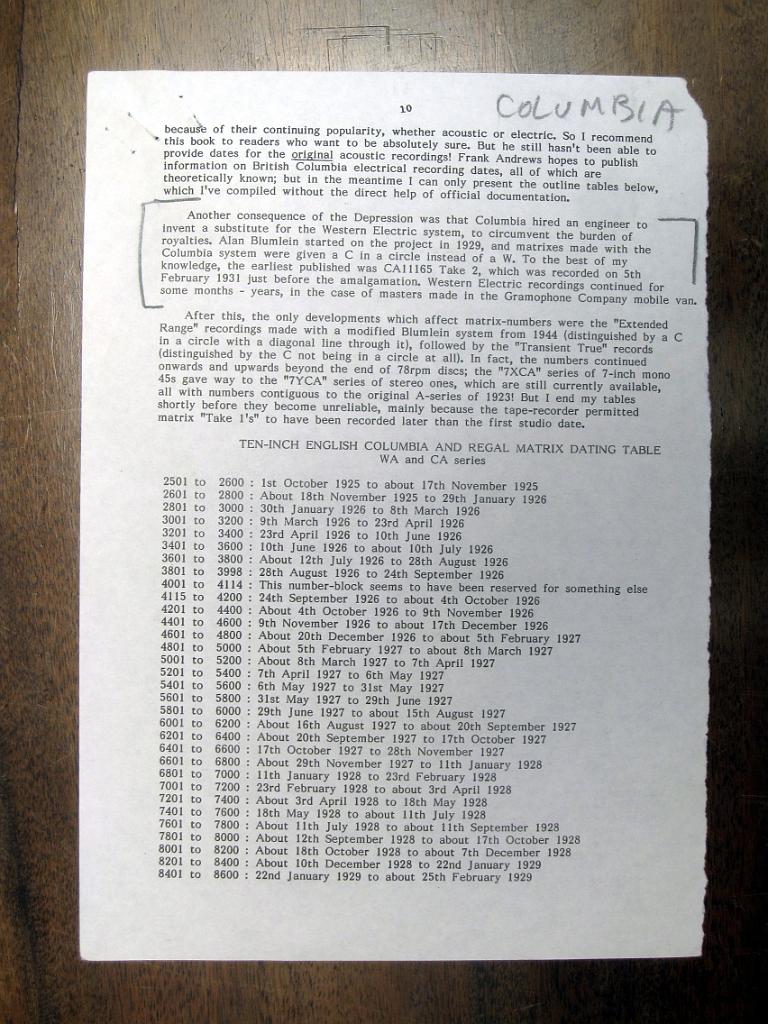 10
COLUMBIA
because of their continuing popularity, whether acoustic or electric. So I recommend
this book to readers who want to be absolutely sure. But he still hasn't been able to
provide dates for the original acoustic recordings! Frank Andrews hopes to publish
information on British Columbia electrical recording dates, all of which are
theoretically known; but in the meantime I can only present the outline tables below,
which I've compiled without the direct help of official documentation.
Another consequence of the Depression was that Columbia hired an engineer to
invent a substitute for the Western Electric system, to circumvent the burden of
royalties. Alan Blumlein started on the project in 1929, and matrixes made with the
Columbia system were given a C in a circle instead of a W. To the best of my
knowledge, the earliest published was CA11165 Take 2, which was recorded on 5th
February 1931 just before the amalgamation. Western Electric recordings continued for
some months - years, in the case of masters made in the Gramophone Company mobile van.
After this, the only developments which affect matrix-numbers were the "Extended
Range" recordings made with a modified Blumlein system from 1944 (distinguished by a C
in a circle with a diagonal line through it), followed by the "Transient True" records
(distinguished by the C not being in a circle at all). In fact, the numbers continued
onwards and upwards beyond the end of 78rpm discs; the "7XCA" series of 7-inch mono
45s gave way to the "7YCA" series of stereo ones, which are still currently available,
all with numbers contiguous to the original A-series of 1923! But I end my tables
shortly before they become unreliable, mainly because the tape-recorder permitted
matrix "Take 1's" to have been recorded later than the first studio date.
TEN-INCH ENGLISH COLUMBIA AND REGAL MATRIX DATING TABLE
WA and CA series
2501 to 2600 : 1st October 1925 to about 17th November 1925
2601 to 2800 : About 18th November 1925 to 29th January 1926
2801 to 3000 : 30th January 1926 to 8th March 1926
3001 to 3200 : 9th March 1926 to 23rd April 1926
3201 to 3400 : 23rd April 1926 to 10th June 1926
3401 to 3600 : 10th June 1926 to about 10th July 1926
3601 to 3800 : About 12th July 1926 to 28th August 1926
3801 to 3998 : 28th August 1926 to 24th September 1926
4001 to 4114 : This number-block seems to have been reserved for something else
4115 to 4200 : 24th September 1926 to about 4th October 1926
4201 to 4400 : About 4th October 1926 to 9th November 1926
4401 to 4600 : 9th November 1926 to about 17th December 1926
4601 to 4800 : About 20th December 1926 to about 5th February 1927
4801 to 5000 : About 5th February 1927 to about 8th March 1927
5001 to 5200 : About 8th March 1927 to 7th April 1927
5201 to 5400 : 7th April 1927 to 6th May 1927
5401 to 5600 : 6th May 1927 to 31st May 1927
5601 to 5800 : 31st May 1927 to 29th June 1927
5801 to 6000 : 29th June 1927 to about 15th August 1927
6001 to 6200 : About 16th August 1927 to about 20th September 1927
6201 to 6400 : About 20th September 1927 to 17th October 1927
6401 to 6600 : 17th October 1927 to 28th November 1927
6601 to 6800 : About 29th November 1927 to 11th January 1928
6801 to 7000 : 11th January 1928 to 23rd February 1928
7001 to 7200 : 23rd February 1928 to about 3rd April 1928
7201 to 7400 : About 3rd April 1928 to 18th May 1928
7401 to 7600 : 18th May 1928 to about 11th July 1928
7601 to 7800 : About 11th July 1928 to about 11th September 1928
7801 to 8000 : About 12th September 1928 to about 17th October 1928
8001 to 8200 : About 18th October 1928 to about 7th December 1928
8201 to 8400 : About 10th December 1928 to 22nd January 1929
8401 to 8600 : 22nd January 1929 to about 25th February 1929